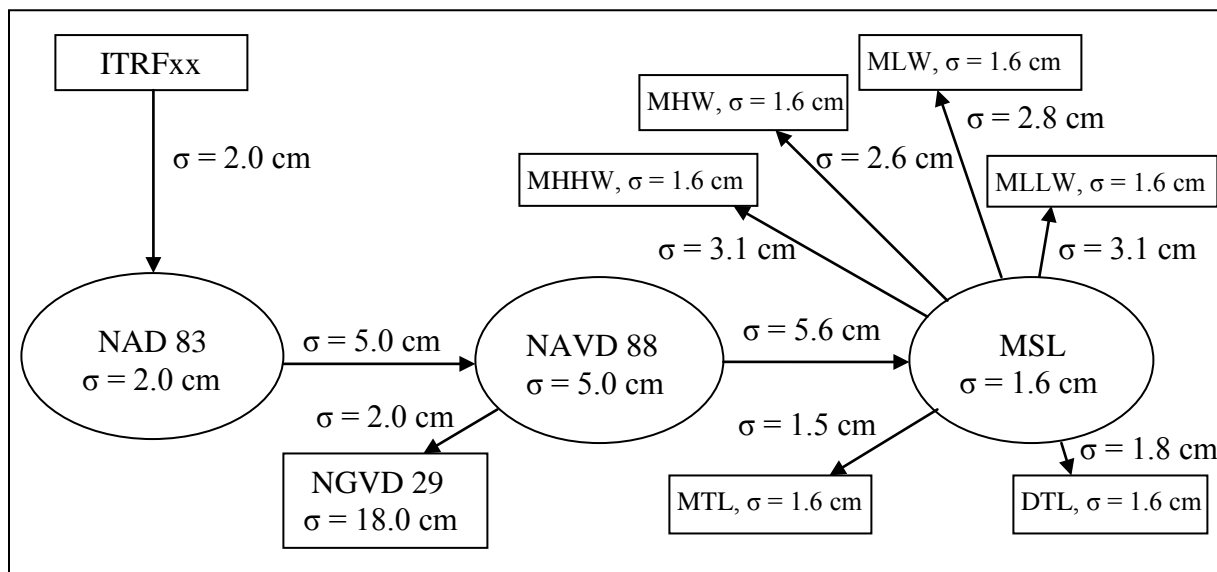 ITRFxx
σ = 2.0 cm
MLW, σ = 1.6 cm
MHW, σ = 1.6 cm
σ = 2.8 cm
σ = 2.6 cm
MHHW, σ = 1.6 cm
MLLW, σ = 1.6 cm
σ = 3.1 cm
σ = 3.1 cm
NAD 83
σ = 2.0 cm
σ = 5.0 cm
NAVD 88
σ = 5.0 cm
σ = 5.6 cm
MSL
σ = 1.6 cm
σ = 2.0 cm
NGVD 29
σ = 18.0 cm
σ = 1.5 cm
MTL, σ = 1.6 cm
σ = 1.8 cm
DTL, σ = 1.6 cm